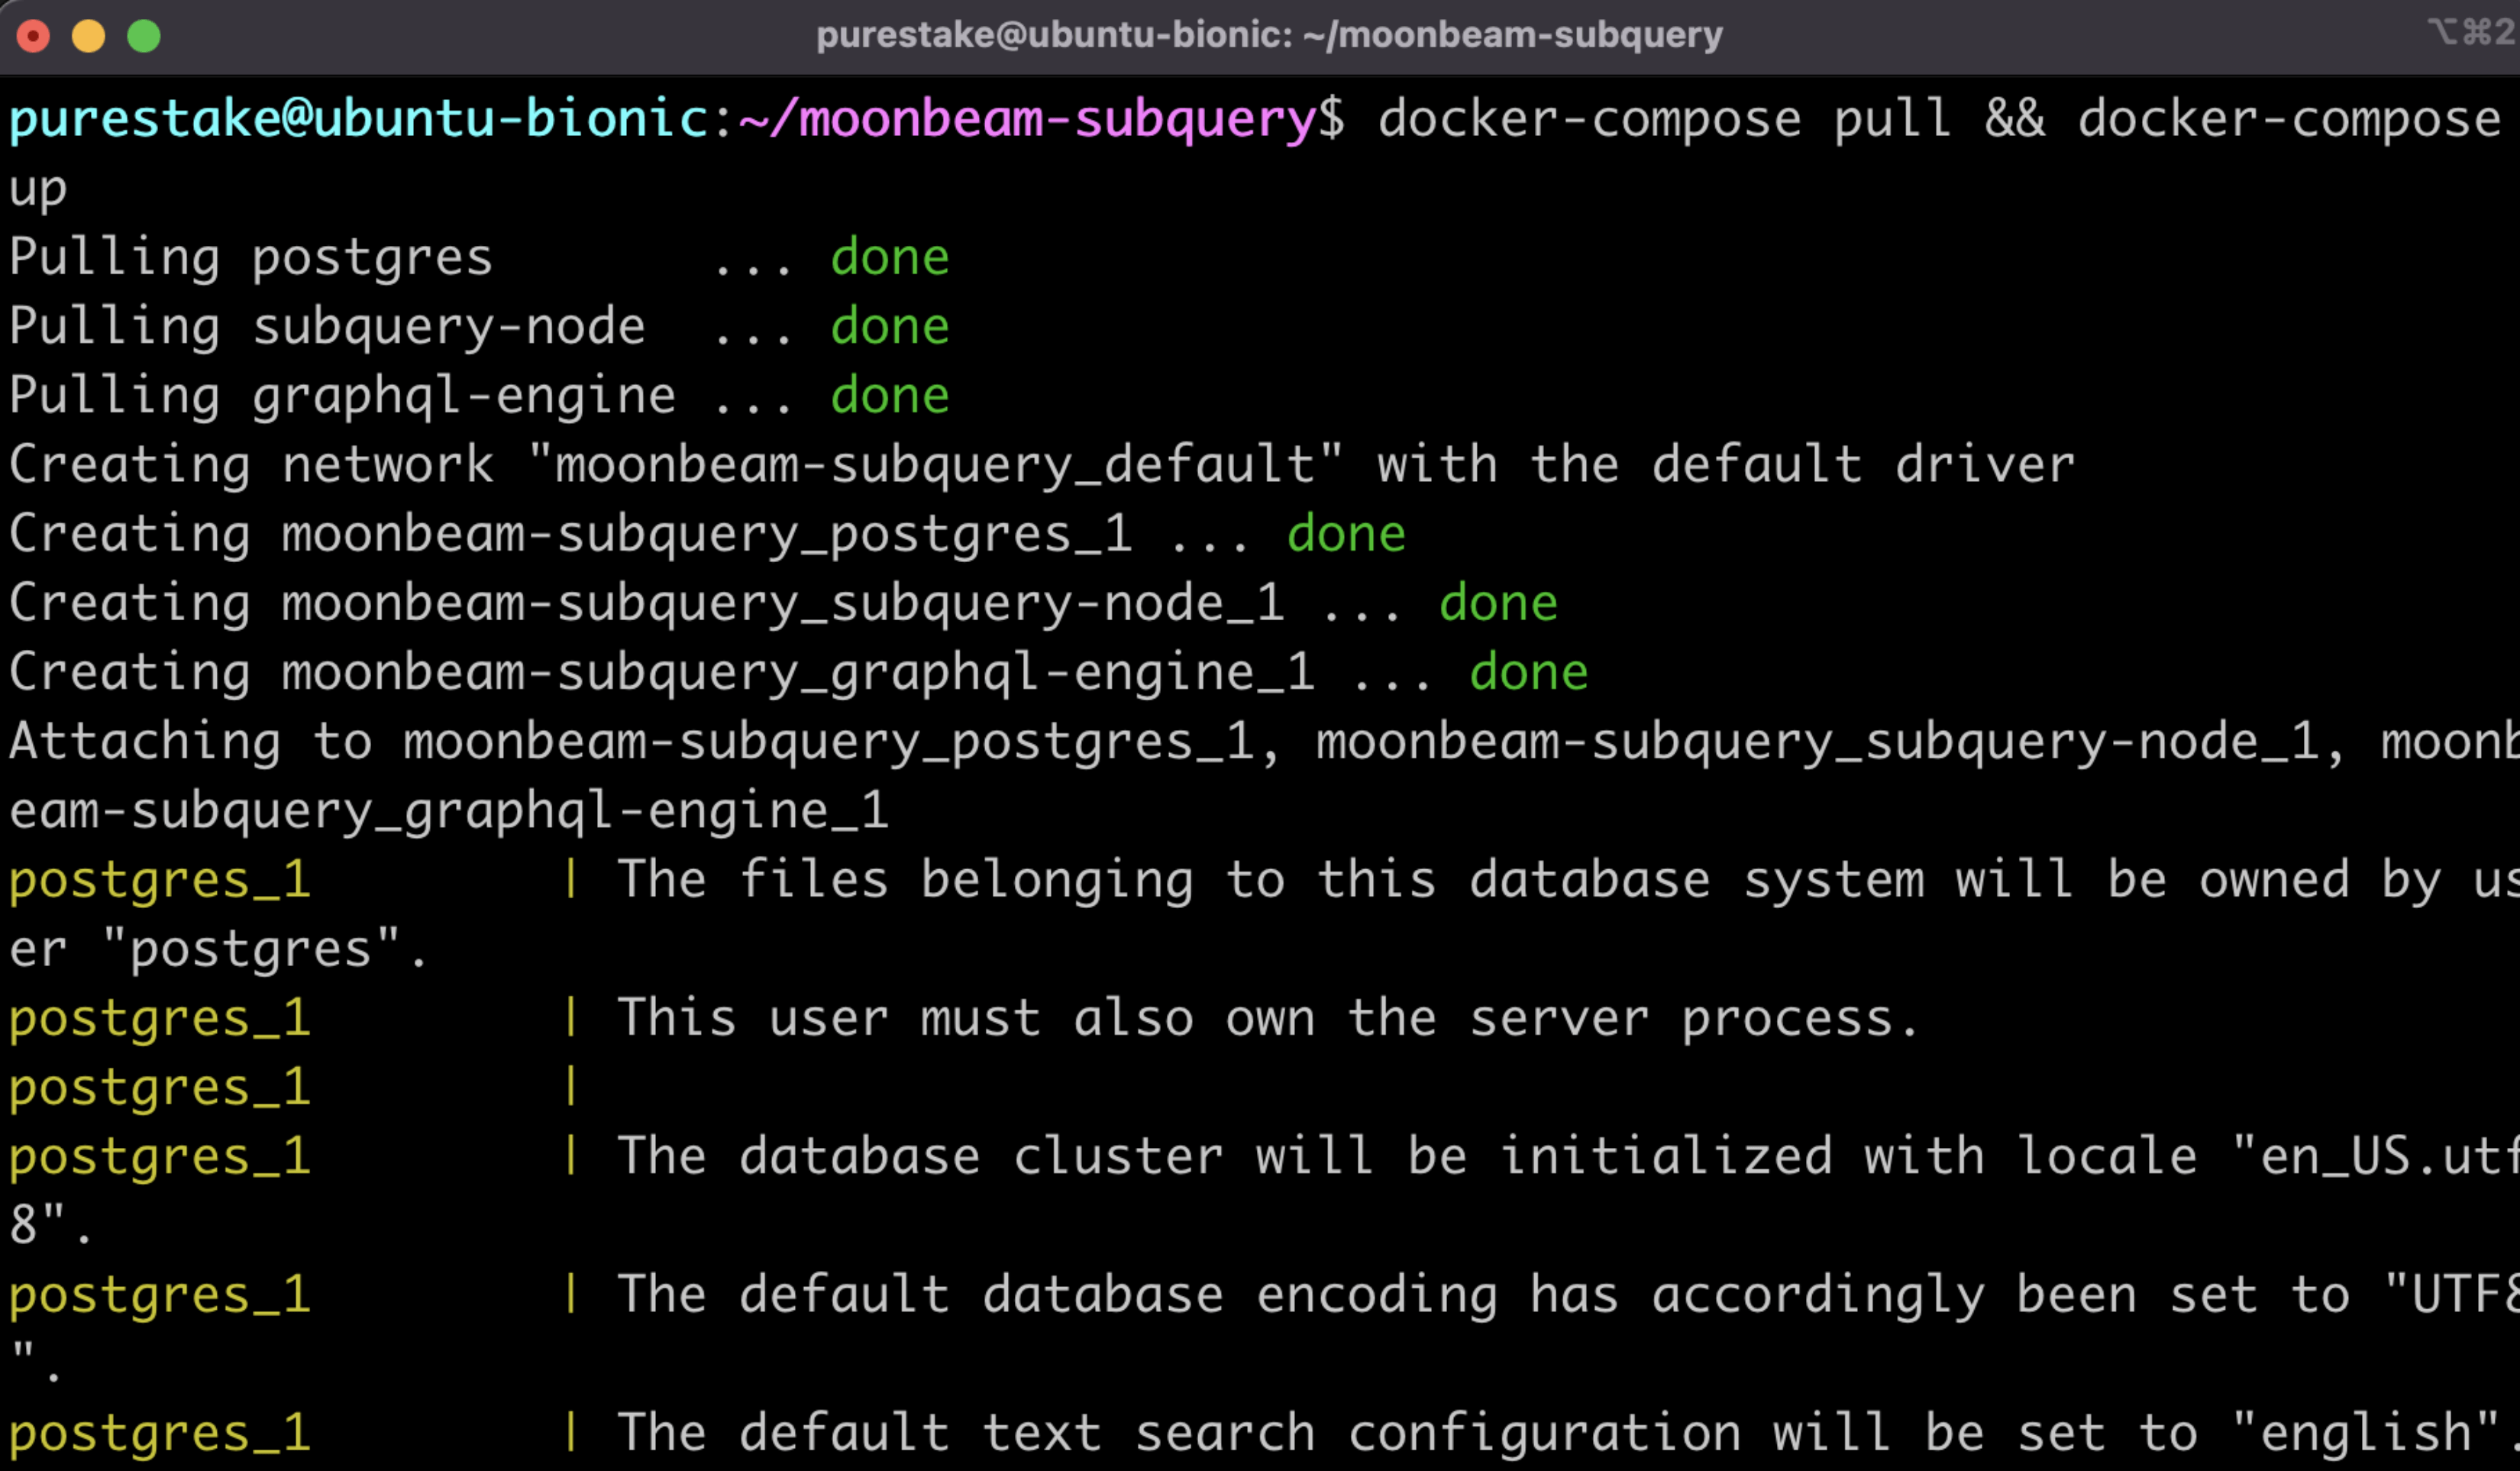 purestake@ubuntu-bionic: ~/moonbeam-subquery
⌥⌘2
purestake@ubuntu-bionic:~/moonbeam-subquery$ docker-compose pull && docker-compose
up
Pulling postgres       ... done
Pulling subquery-node  ... done
Pulling graphql-engine ... done
Creating network "moonbeam-subquery_default" with the default driver
Creating moonbeam-subquery_postgres_1 ... done
Creating moonbeam-subquery_subquery-node_1 ... done
Creating moonbeam-subquery_graphql-engine_1 ... done
Attaching to moonbeam-subquery_postgres_1, moonbeam-subquery_subquery-node_1, moonb
eam-subquery_graphql-engine_1
postgres_1        | The files belonging to this database system will be owned by us
er "postgres".
postgres_1        | This user must also own the server process.
postgres_1        |
postgres_1        | The database cluster will be initialized with locale "en_US.utf
8".
postgres_1        | The default database encoding has accordingly been set to "UTF8
".
postgres_1        | The default text search configuration will be set to "english".